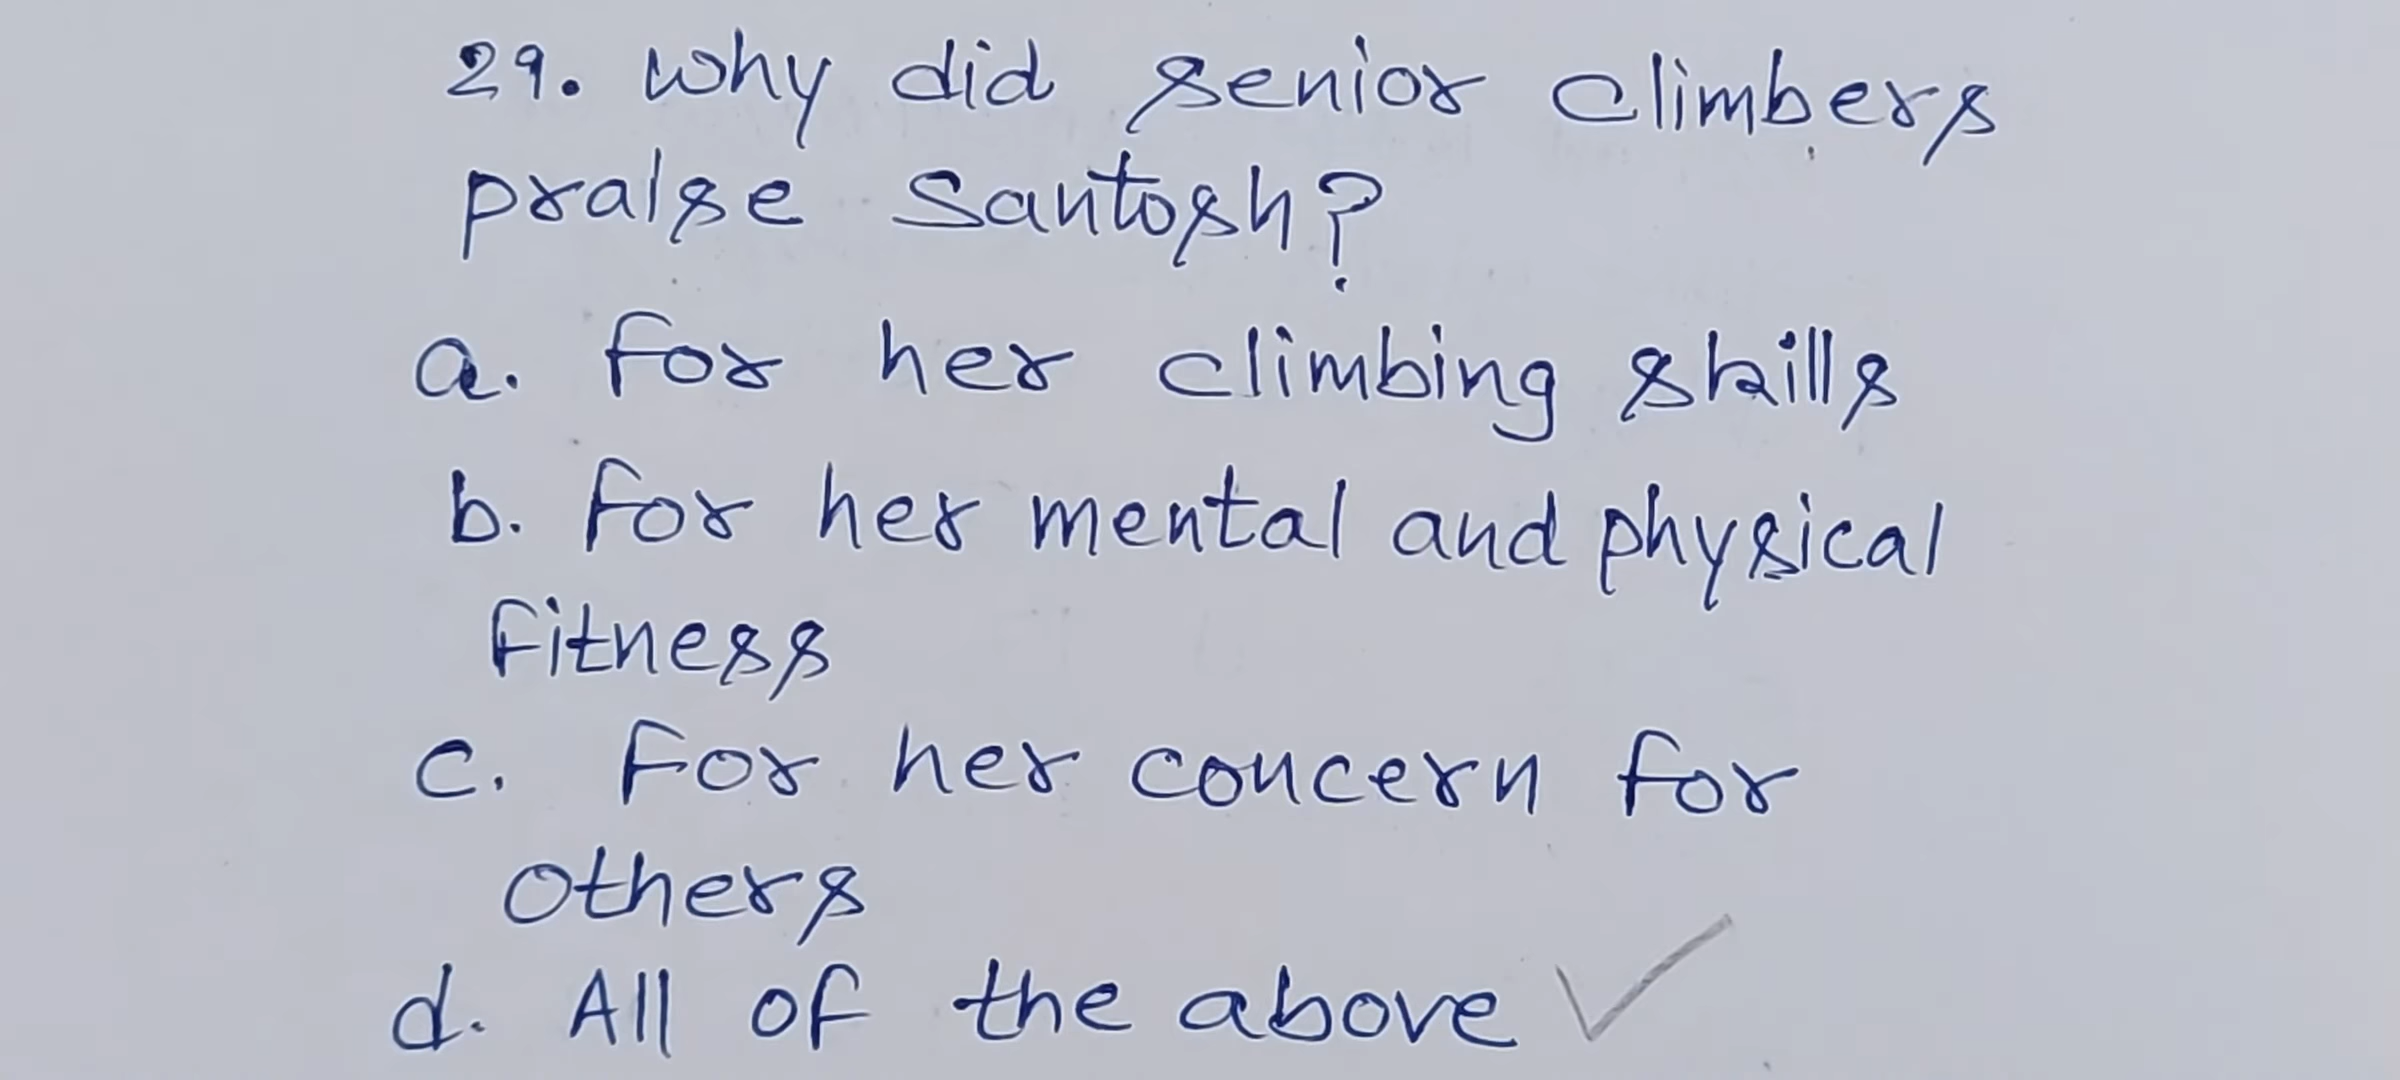 29. Why did senior climbers
pralse Santosh?
a. For her climbing skills
b. For her mental and physical
fitness
c. For her concern for
others
d. All of the above ✓